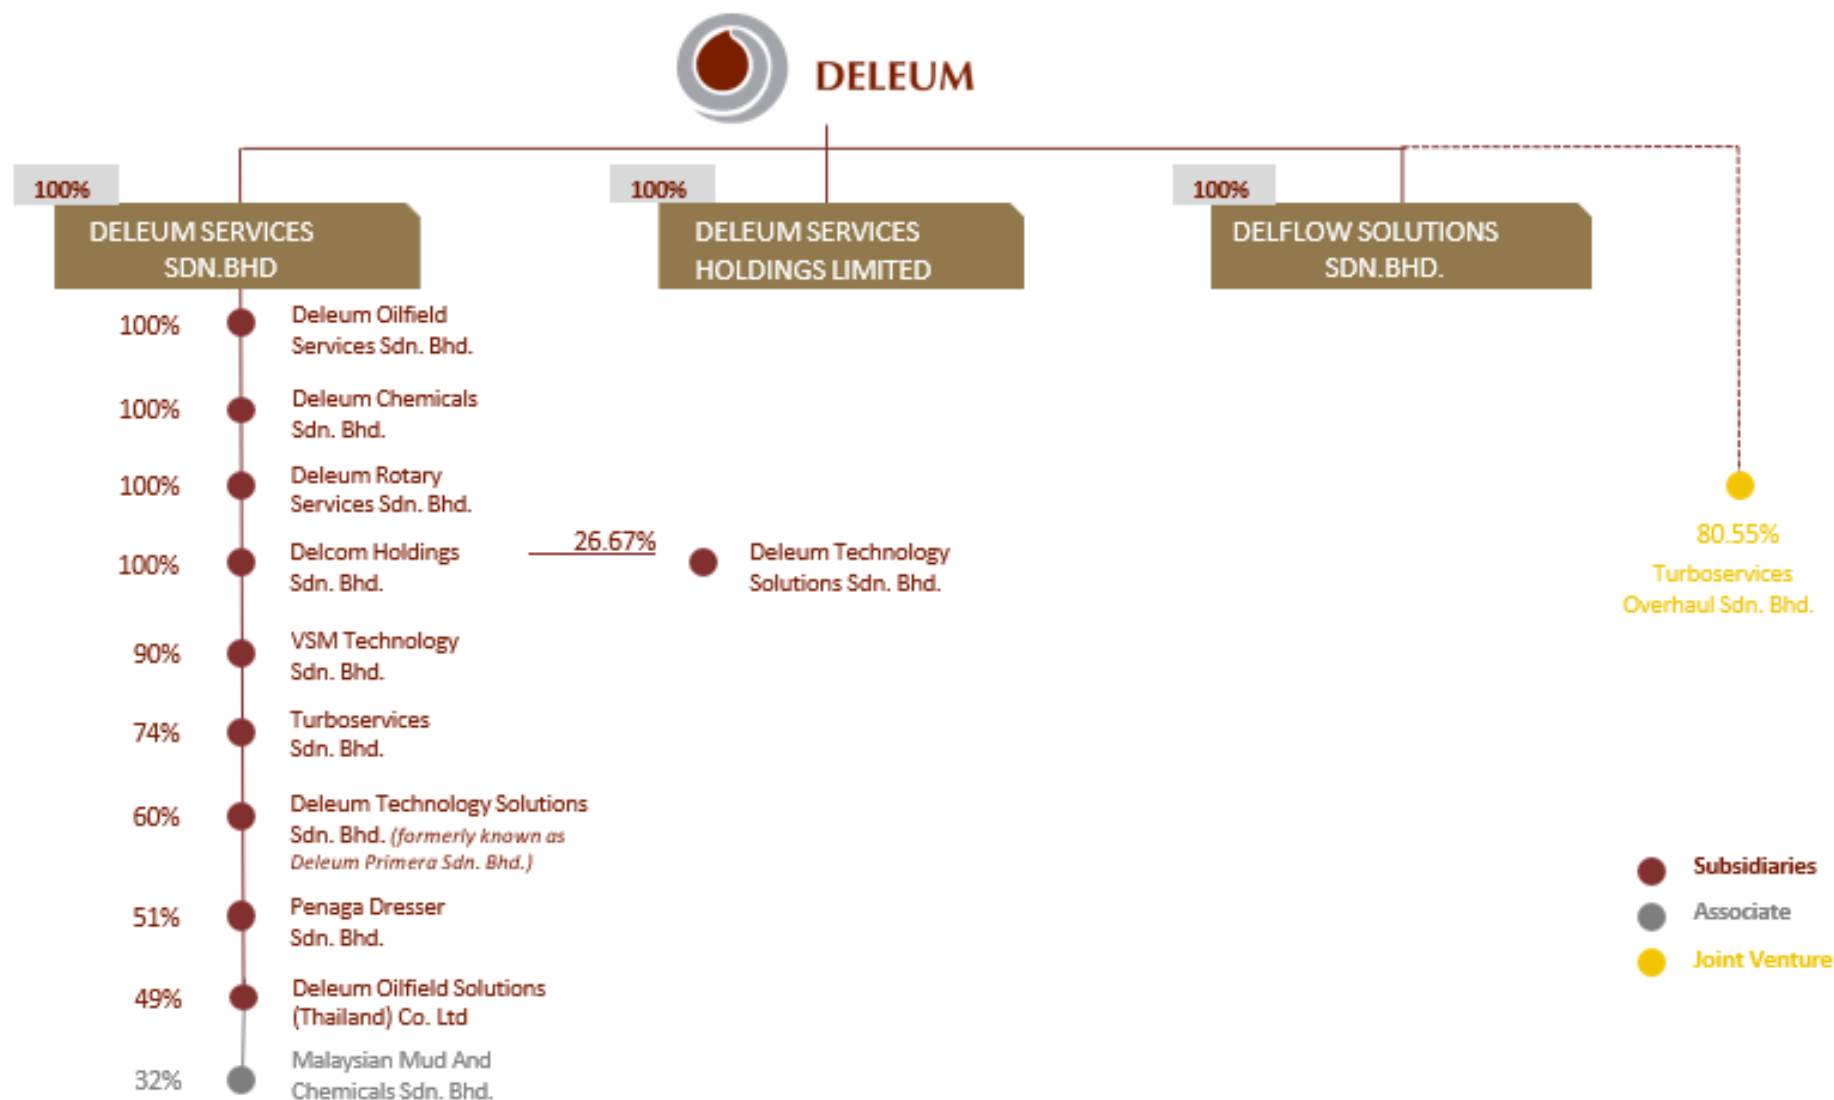 DELEUM
100%
DELEUM SERVICES
SDN.BHD
100%
DELEUM SERVICES
HOLDINGS LIMITED
100%
DELFLOW SOLUTIONS
SDN.BHD.
100%
Deleum Oilfield
Services Sdn. Bhd.
100%
Deleum Chemicals
Sdn. Bhd.
100%
Deleum Rotary
Services Sdn. Bhd.
100%
Delcom Holdings
Sdn. Bhd.
26.67%
Deleum Technology
Solutions Sdn. Bhd.
90%
VSM Technology
Sdn. Bhd.
74%
Turboservices
Sdn. Bhd.
60%
Deleum Technology Solutions
Sdn. Bhd. (formerly known as
Deleum Primera Sdn. Bhd.)
51%
Penaga Dresser
Sdn. Bhd.
49%
Deleum Oilfield Solutions
(Thailand) Co. Ltd
32%
Malaysian Mud And
Chemicals Sdn. Bhd.
80.55%
Turboservices
Overhaul Sdn. Bhd.
Subsidiaries
Associate
Joint Venture